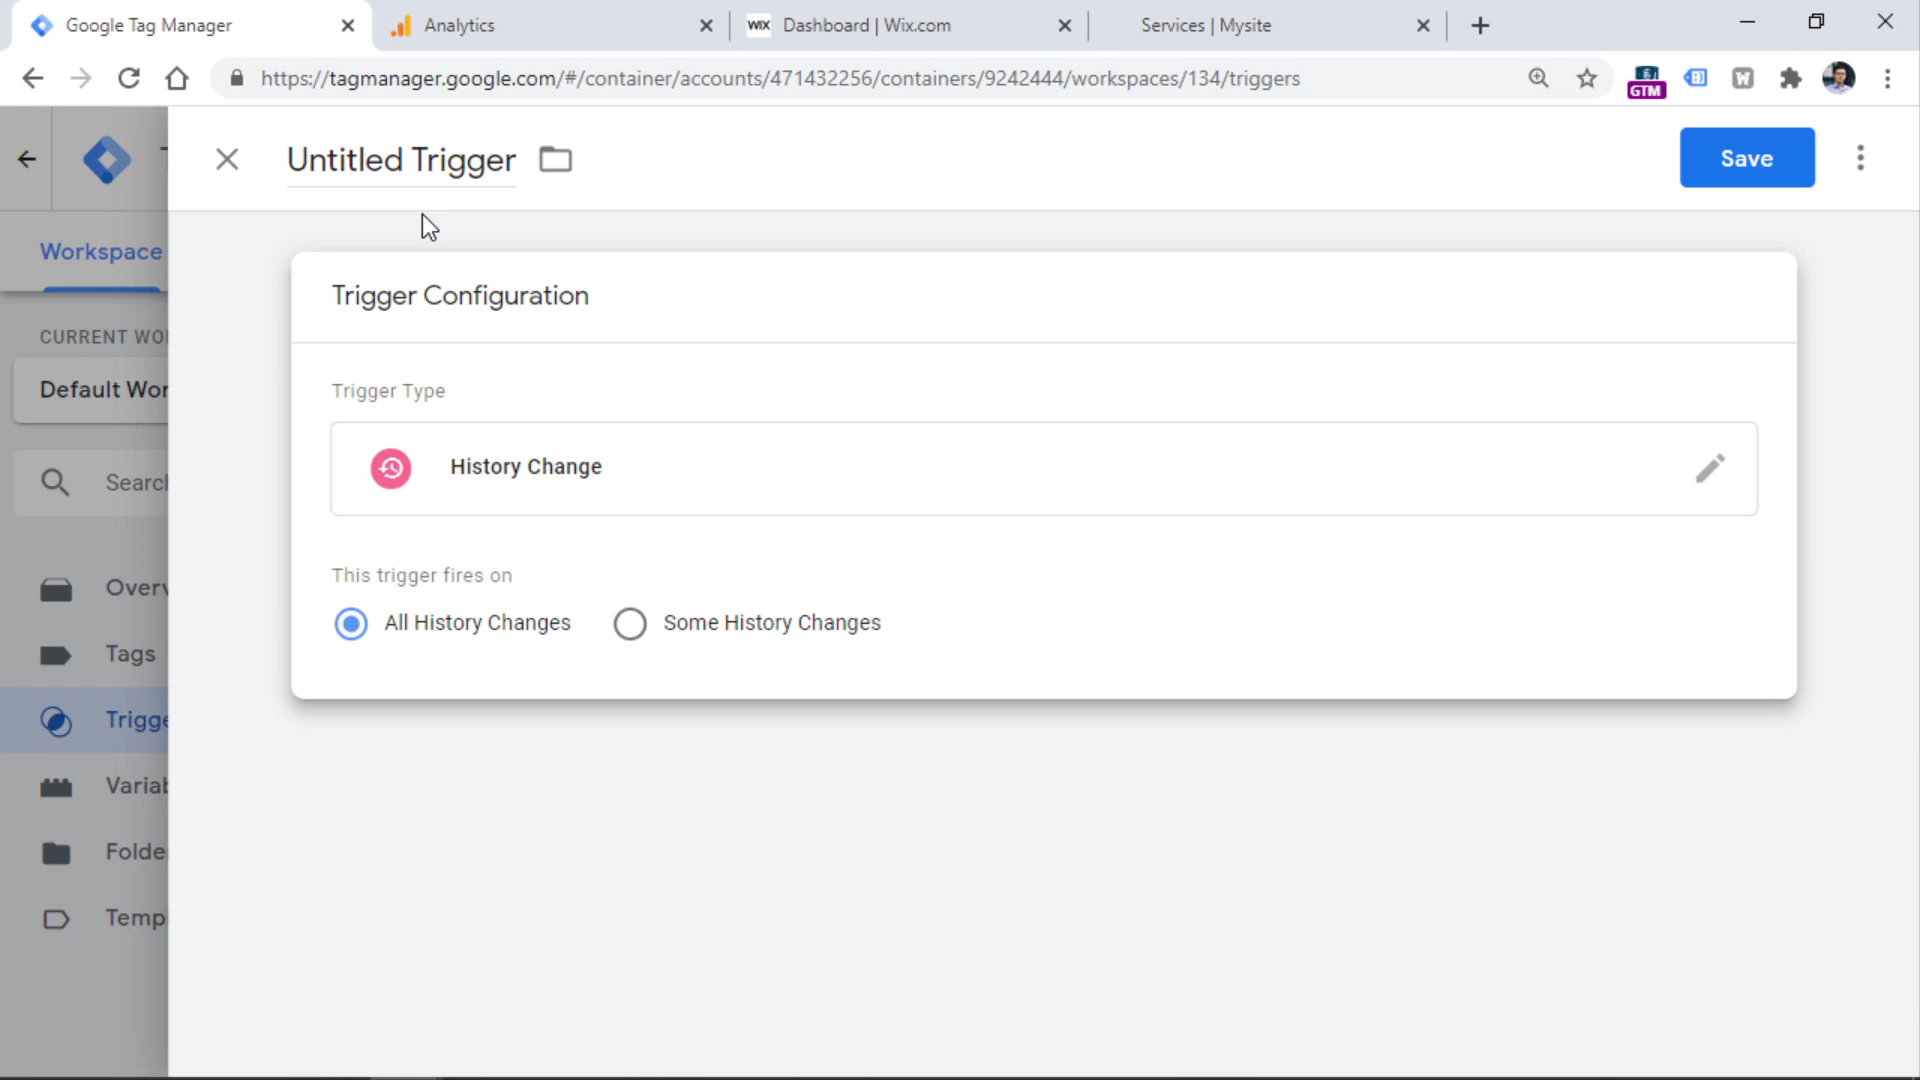 Google Tag Manager
Analytics
WIX Dashboard | Wix.com
Services | Mysite
https://tagmanager.google.com/#/container/accounts/471432256/containers/9242444/workspaces/134/triggers
GTM
W
Untitled Trigger
Save
Workspace
Trigger Configuration
CURRENT WO
Default Wor
Trigger Type
History Change
Search
This trigger fires on
All History Changes
Some History Changes
Overv
Tags
Trigge
Variab
Folde
Temp